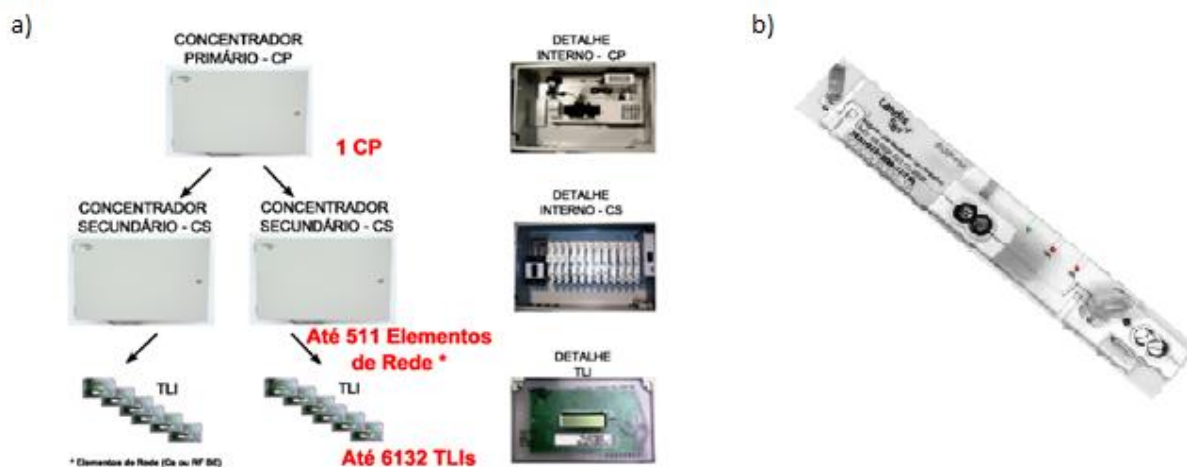 a)
CONCENTRADOR
PRIMÁRIO - CP
1 CP
CONCENTRADOR
SECUNDÁRIO - CS
CONCENTRADOR
SECUNDÁRIO - CS
Até 511 Elementos
de Rede *
TLI
TLI
* Elementos de Rede (Cs ou RF BE)
Até 6132 TLIs
DETALHE
INTERNO - CP
DETALHE
INTERNO - CS
DETALHE
TLI
b)
Landis